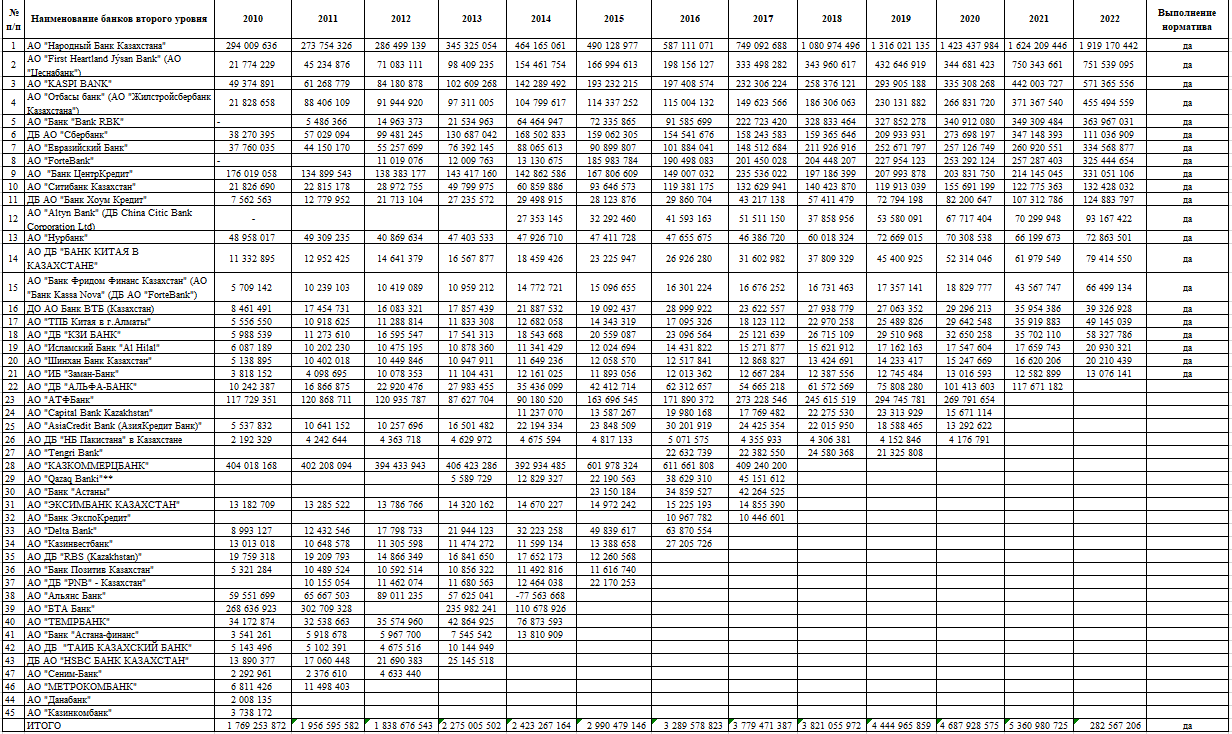 № п/п Наименование банков второго уровня 2010 2011 2012 2013 2014 2015 2016 2017 2018 2019 2020 2021 2022 Выполнение норматива
1 АО "Народный Банк Казахстана" 294 009 636 273 754 326 286 499 139 345 325 054 464 165 061 490 128 977 587 111 071 749 092 688 1 080 974 496 1 316 021 135 1 423 437 984 1 624 209 446 1 919 170 442 да
2 АО "First Heartland Jýsan Bank" (АО "Цеснабанк") 21 774 229 45 234 876 71 083 111 98 409 235 154 461 754 166 994 613 198 156 127 333 498 282 343 960 617 432 646 919 344 681 423 750 343 661 751 539 095 да
3 АО "KASPI BANK" 49 374 891 61 268 779 84 180 878 102 609 268 142 289 492 193 232 215 197 408 574 232 306 224 258 376 121 293 905 188 335 308 268 442 003 727 571 365 556 да
4 АО "Отбасы банк" (АО "Жилстройсбербанк Казахстана") 21 828 658 88 406 109 91 944 920 97 311 005 104 799 617 114 337 252 115 004 132 149 623 566 186 306 063 230 131 882 266 831 720 371 367 540 455 494 559 да
5 АО "Банк "Bank RBK" - 5 486 366 14 963 373 21 534 963 64 464 947 72 335 865 91 585 699 222 723 420 328 833 464 327 852 278 340 912 080 349 309 484 363 967 031 да
6 ДБ АО "Сбербанк" 38 270 395 57 029 094 99 481 245 130 687 042 168 502 833 159 062 305 154 541 676 158 243 583 159 365 646 209 933 931 273 698 197 347 148 393 111 036 909 да
7 АО "Евразийский Банк" 37 760 035 44 150 170 55 257 699 76 392 145 88 065 613 90 899 807 101 884 041 148 512 684 211 926 916 252 671 797 257 126 749 260 920 551 334 568 877 да
8 АО "ForteBank" - 11 019 076 12 009 763 13 130 675 185 983 784 190 498 083 201 450 028 204 448 207 227 954 123 253 292 124 257 287 403 325 444 654 да
9 АО "Банк ЦентрКредит" 176 019 058 134 899 543 138 383 177 143 417 160 142 862 586 167 806 609 149 007 032 235 536 022 197 186 399 207 993 878 203 831 750 214 145 045 331 051 106 да
10 АО "Ситибанк Казахстан" 21 826 690 22 815 178 28 972 755 49 799 975 60 859 886 93 646 573 119 381 175 132 629 941 140 423 870 119 913 039 155 691 199 122 775 363 132 428 032 да
11 ДБ АО "Банк Хоум Кредит" 7 562 563 12 779 952 21 713 104 27 235 572 29 498 915 28 123 876 29 860 704 43 217 138 57 411 479 72 794 198 82 200 647 107 312 786 124 883 797 да
12 АО "Altyn Bank" (ДБ China Citic Bank Corporation Ltd) - 27 353 145 32 292 460 41 593 163 51 511 150 37 858 956 53 580 091 67 717 404 70 299 948 93 167 422 да
13 АО "Нурбанк" 48 958 017 49 309 235 40 869 634 47 403 533 47 926 710 47 411 728 47 655 675 46 386 720 60 018 324 72 669 015 70 308 538 66 199 673 72 863 501 да
14 АО ДБ "БАНК КИТАЯ В КАЗАХСТАНЕ" 11 332 895 12 952 425 14 641 379 16 567 877 18 459 426 23 225 947 26 926 280 31 602 982 37 809 329 45 400 925 52 314 046 61 979 549 79 414 550 да
15 АО "Банк Фридом Финанс Казахстан" (АО "Банк Kassa Nova" (ДБ АО "ForteBank") 5 709 142 10 239 103 10 419 089 10 959 212 14 772 721 15 096 655 16 301 224 16 676 252 16 731 463 17 357 141 18 829 777 43 567 747 66 499 134 да
16 ДО АО Банк ВТБ (Казахстан) 8 461 491 17 454 731 16 083 321 17 857 439 21 887 532 19 092 437 28 999 922 23 622 557 27 938 779 27 063 352 29 296 213 35 954 386 39 326 928 да
17 АО "ТПБ Китая в г.Алматы" 5 556 550 10 918 625 11 288 814 11 833 308 12 682 058 14 343 319 17 095 326 18 123 112 22 970 258 25 489 826 29 642 548 35 919 883 49 145 039 да
18 АО "ДБ "КЗИ БАНК" 5 988 539 11 273 610 16 595 547 17 541 313 18 543 668 20 559 087 23 096 564 25 121 639 26 715 109 29 510 968 32 650 258 35 702 110 58 327 786 да
19 АО "Исламский Банк "Al Hilal" 6 087 189 10 202 230 10 475 195 10 878 360 11 341 429 12 024 694 14 431 822 15 271 877 15 621 912 17 162 163 17 547 604 17 659 743 20 930 321 да
20 АО "Шинхан Банк Казахстан" 5 138 895 10 402 018 10 449 846 10 947 911 11 649 236 12 058 570 12 517 841 12 868 827 13 424 691 14 233 417 15 247 669 16 620 206 20 210 439 да
21 АО "ИБ "Заман-Банк" 3 818 152 4 098 695 10 078 353 11 104 431 12 161 025 11 893 056 12 013 362 12 667 284 12 387 556 12 745 484 13 016 593 12 582 899 13 076 141 да
22 АО "ДБ "АЛЬФА-БАНК" 10 242 387 16 866 875 22 920 476 27 983 455 35 436 099 42 412 714 62 312 657 54 665 218 61 572 569 75 808 280 101 413 603 117 671 182
23 АО "АТФБанк" 117 729 351 120 868 711 120 935 787 87 627 704 90 180 520 163 696 545 171 890 372 273 228 546 245 615 519 294 745 781 269 791 654
24 АО "Capital Bank Kazakhstan" 11 237 070 13 587 267 19 980 168 17 769 482 22 275 530 23 313 929 15 671 114
25 АО "AsiaCredit Bank (АзияКредит Банк)" 5 537 832 10 641 152 10 257 696 16 501 482 22 194 334 23 848 509 30 201 919 24 425 354 22 015 950 18 588 465 13 292 622
26 АО ДБ "НБ Пакистана" в Казахстане 2 192 329 4 242 644 4 363 718 4 629 972 4 675 594 4 817 133 5 071 575 4 355 933 4 306 381 4 152 846 4 176 791
27 АО "Tengri Bank" 22 632 739 22 382 550 24 580 368 21 325 808
28 АО "КАЗКОММЕРЦБАНК" 404 018 168 402 208 094 394 433 943 406 423 286 392 934 485 601 978 324 611 661 808 409 240 200
29 АО "Qazaq Banki"** 5 589 729 12 829 327 22 190 563 38 629 310 45 151 612
30 АО "Банк "Астаны" 23 150 184 34 859 527 42 264 525
31 АО "ЭКСИМБАНК КАЗАХСТАН" 13 182 709 13 285 522 13 786 766 14 320 162 14 670 227 14 972 242 15 225 193 14 855 390
32 АО "Банк ЭкспоКредит" 10 967 782 10 446 601
33 АО "Delta Bank" 8 993 127 12 432 546 17 798 733 21 944 123 32 223 258 49 839 617 63 870 554
34 АО "Казинвестбанк" 13 013 018 10 648 578 11 305 598 11 474 272 11 599 134 13 388 658 27 205 726
35 АО ДБ "RBS (Kazakhstan)" 19 759 318 19 209 793 14 866 349 16 841 650 17 652 173 12 260 568
36 АО "Банк Позитив Казахстан" 5 321 284 10 489 524 10 592 514 10 856 322 11 492 816 11 616 740
37 АО "ДБ "PNB" - Казахстан" 10 155 054 11 462 074 11 680 563 12 464 038 22 170 253
38 АО "Альянс Банк" 59 551 699 65 667 503 89 011 235 57 625 041 -77 563 668
39 АО "БТА Банк" 268 636 923 302 709 328 235 982 241 110 678 926
40 АО "ТЕМІРБАНК" 34 172 874 32 538 663 35 574 960 42 864 925 76 873 593
41 АО "Банк "Астана-финанс" 3 541 261 5 918 678 5 967 700 7 545 542 13 810 909
42 АО ДБ "ТАИБ КАЗАХСКИЙ БАНК" 5 143 496 5 102 391 4 675 516 10 144 949
43 ДБ АО "HSBC БАНК КАЗАХСТАН" 13 890 377 17 060 448 21 690 383 25 145 518
47 АО "Сеним-Банк" 2 292 961 2 376 610 4 633 440
46 АО "МЕТРОКОМБАНК" 6 811 426 11 498 403
44 АО "Данабанк" 2 008 135
45 АО "Казинкомбанк" 3 738 172
ИТОГО 1 769 253 872 1 956 595 582 1 838 676 543 2 275 005 502 2 423 267 164 2 990 479 146 3 289 578 823 3 779 471 387 3 821 055 972 4 444 965 859 4 687 928 575 5 360 980 725 282 567 206 да